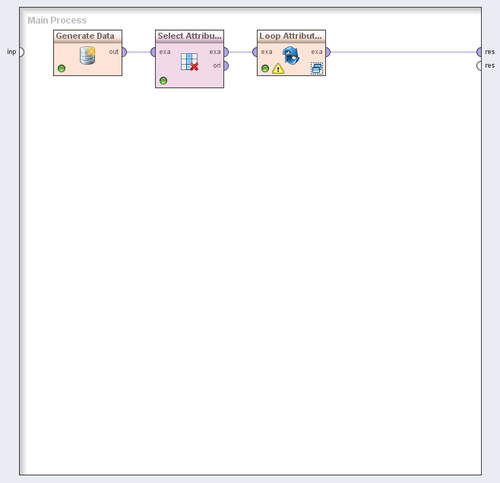 Main Process
Generate Data Select Attribu... Loop Attribut...
inp out exa exa exa exa res
ori res